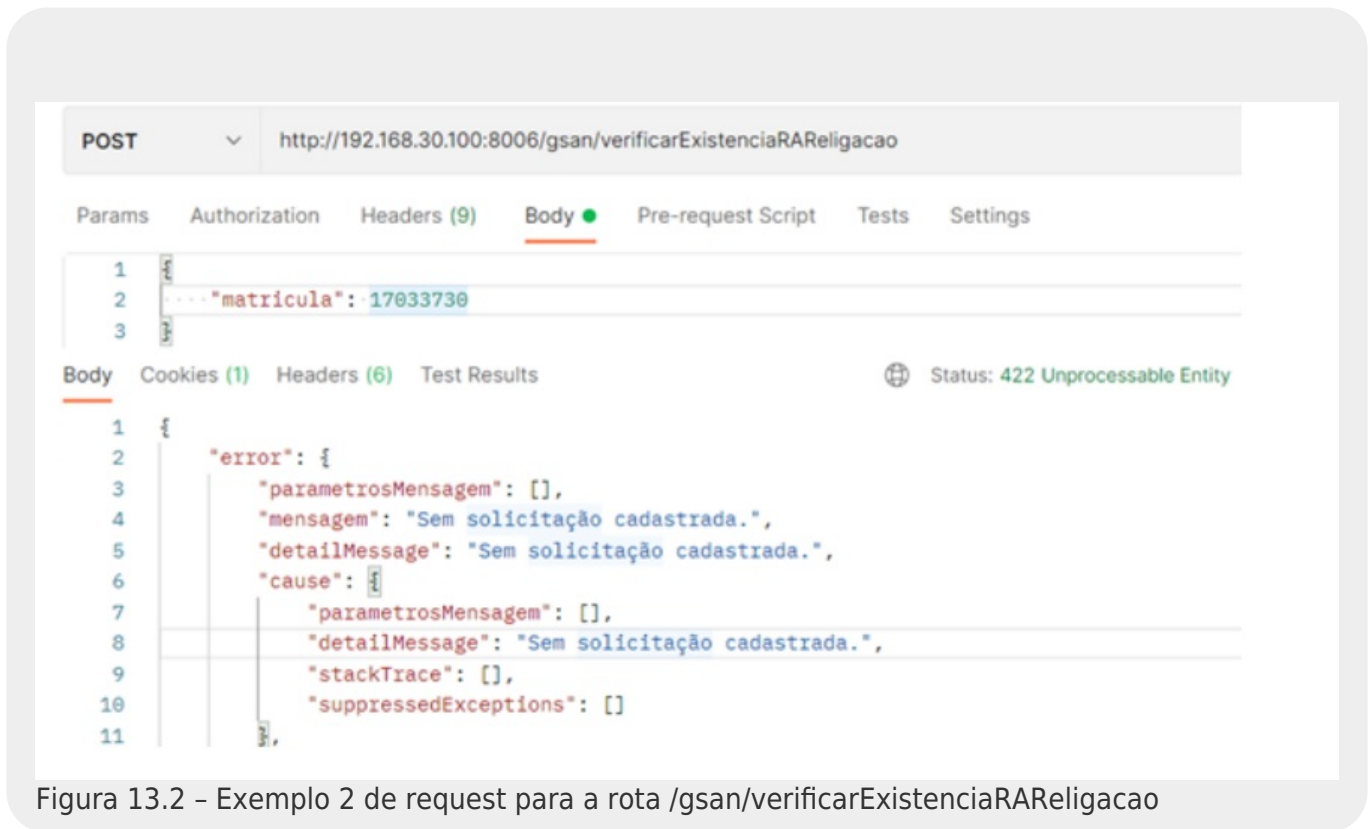 POST http://192.168.30.100:8006/gsan/verificarExistenciaRAReligacao
Params Authorization Headers (9) Body Pre-request Script Tests Settings
1 {
2 "matricula": 17033730
3 }
Body Cookies (1) Headers (6) Test Results Status: 422 Unprocessable Entity
1 {
2 "error": {
3 "parametrosMensagem": [],
4 "mensagem": "Sem solicitação cadastrada.",
5 "detailMessage": "Sem solicitação cadastrada.",
6 "cause": {
7 "parametrosMensagem": [],
8 "detailMessage": "Sem solicitação cadastrada.",
9 "stackTrace": [],
10 "suppressedExceptions": []
11 },
Figura 13.2 – Exemplo 2 de request para a rota /gsan/verificarExistenciaRAReligacao